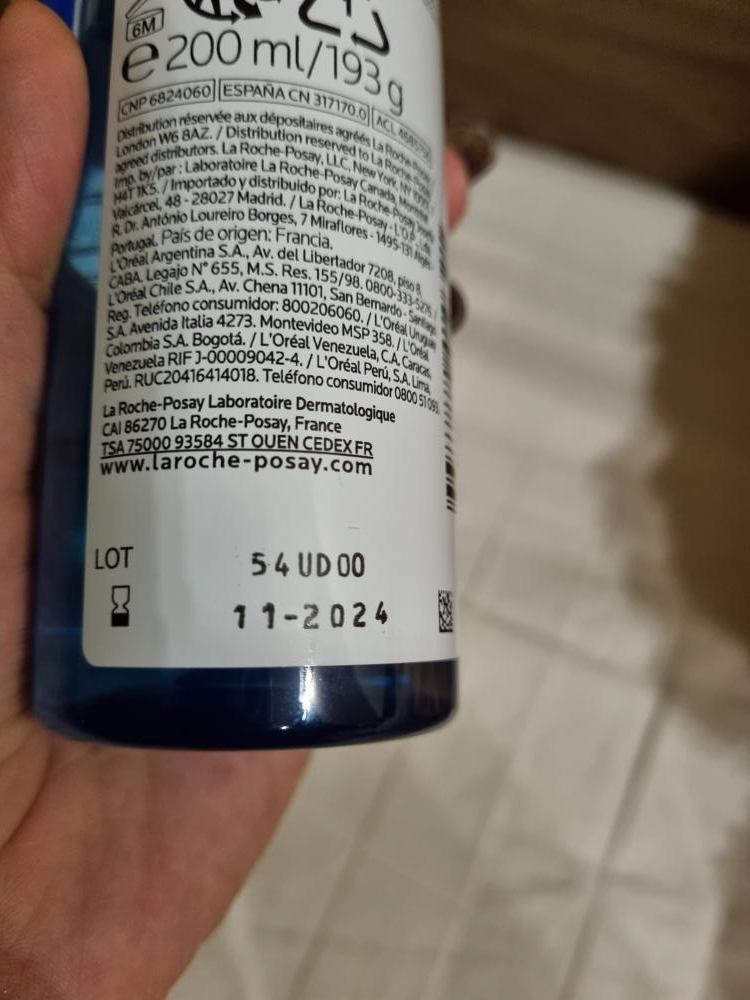 6M
e 200 ml/193 g
CNP 6824060 ESPAÑA CN 317170.0 ACL
Distribution réservée aux dépositaires agréés La Roche-Posay
London W6 8AZ. / Distribution reserved to La Roche-Posay
agreed distributors. La Roche-Posay, LLC, New York, NY
Imp. by/par : Laboratoire La Roche-Posay Canada, Montréal
H4T 1K5. / Importado y distribuido por: La Roche-Posay
Valcárcel, 48 - 28027 Madrid. / La Roche-Posay - L'O.P., Lda
R. Dr. António Loureiro Borges, 7 Miraflores - 1495-131 Algés-
Portugal. País de origen: Francia.
L'Oréal Argentina S.A., Av. del Libertador 7208, piso
CABA. Legajo N° 655, M.S. Res. 155/98. 0800-333-5276 /
L'Oréal Chile S.A., Av. Chena 11101, San Bernardo - Santiago
Reg. Teléfono consumidor: 800206060. / L'Oréal Uruguay
S.A. Avenida Italia 4273. Montevideo MSP 358. / L'Oréal
Colombia S.A. Bogotá. / L'Oréal Venezuela, C.A. Caracas,
Venezuela RIF J-00009042-4. / L'Oréal Perú, S.A. Lima,
Perú. RUC20416414018. Teléfono consumidor 0800 51 093
La Roche-Posay Laboratoire Dermatologique
CAI 86270 La Roche-Posay, France
TSA 75000 93584 ST OUEN CEDEX FR
www.laroche-posay.com
LOT 54UD00
11-2024